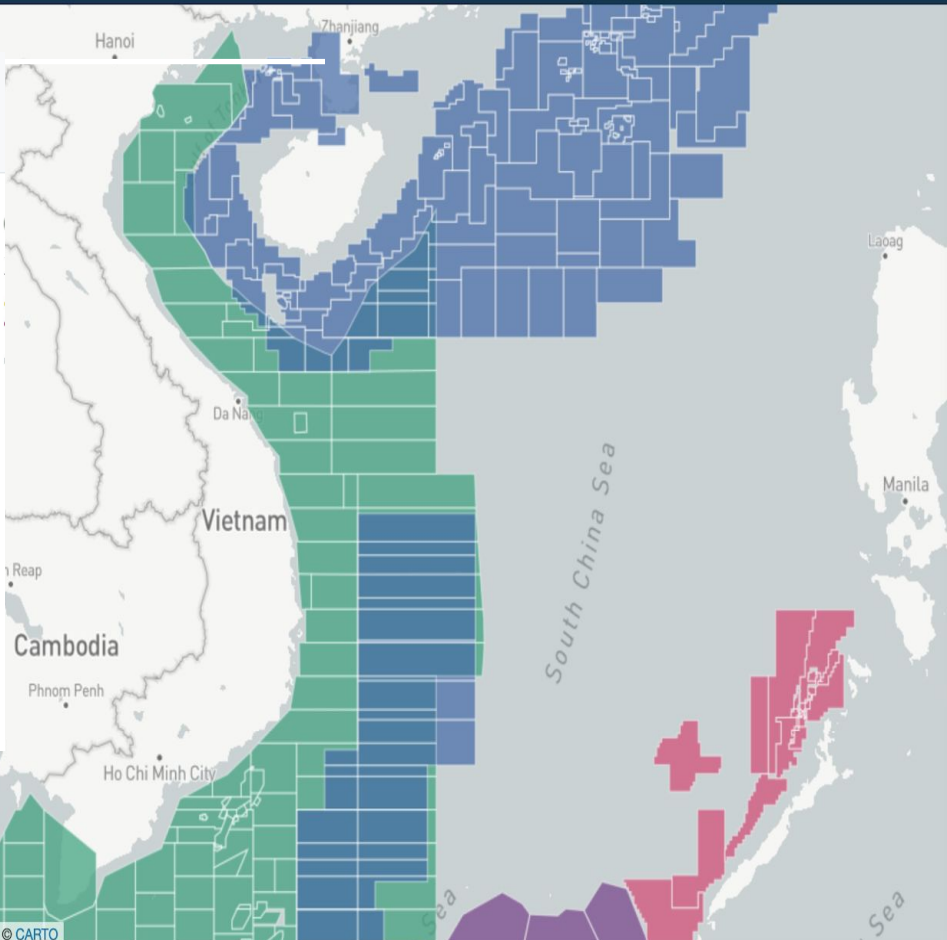 Zhanjiang
Hanoi
Laoag
Da Nang
South China Sea
Manila
Vietnam
Reap
Cambodia
Phnom Penh
Ho Chi Minh City
Sea
Sea
© CARTO